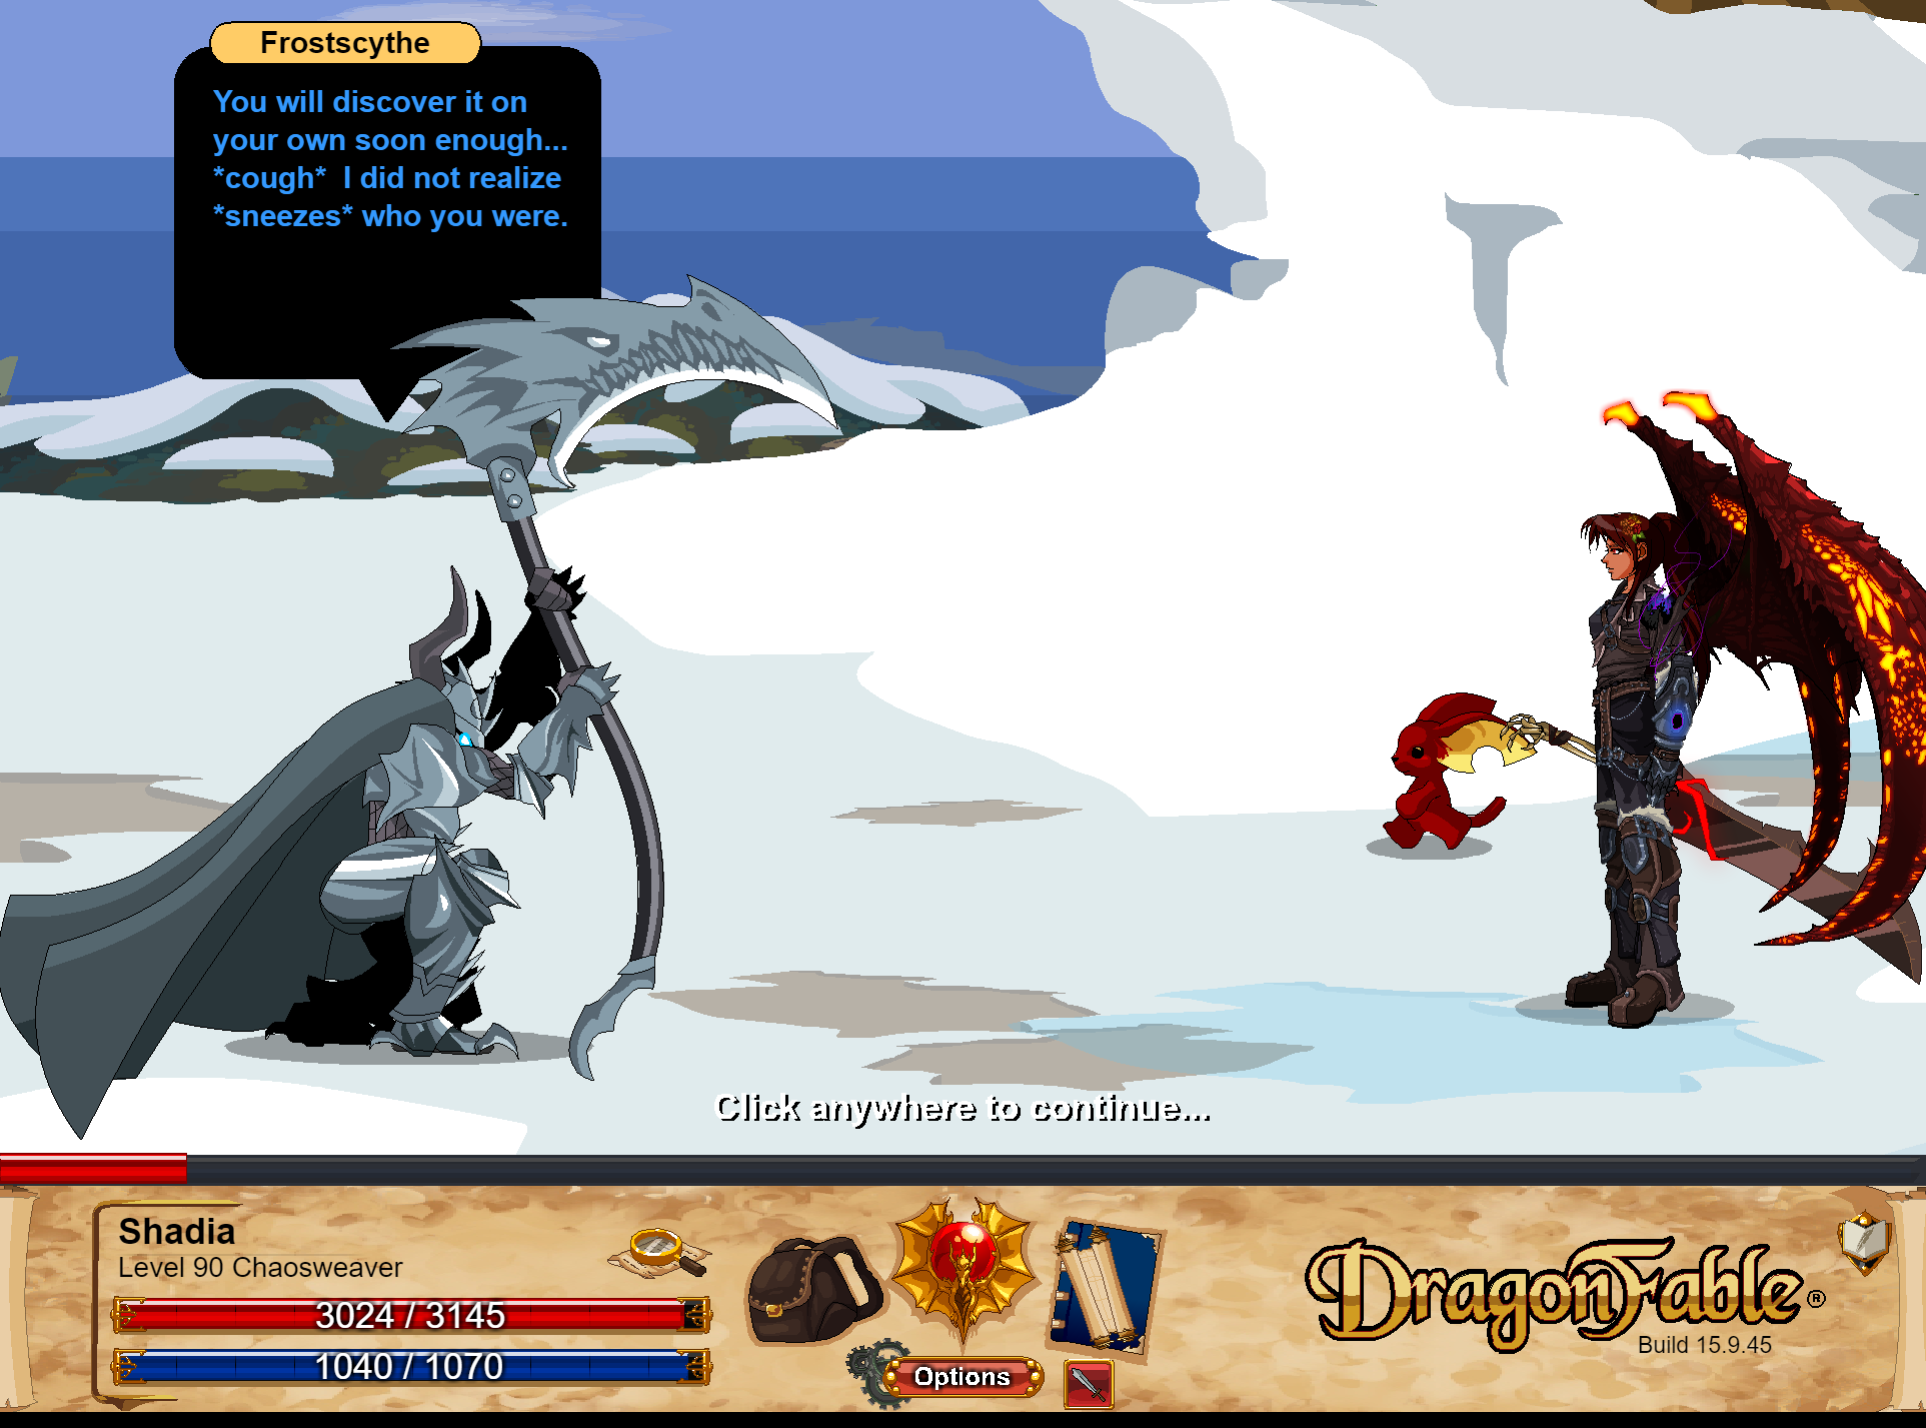 Frostscythe
You will discover it on
your own soon enough...
*cough*  I did not realize
*sneezes* who you were.
Click anywhere to continue...
Shadia
Level 90 Chaosweaver
3024 / 3145
1040 / 1070
Options
DragonFable®
Build 15.9.45